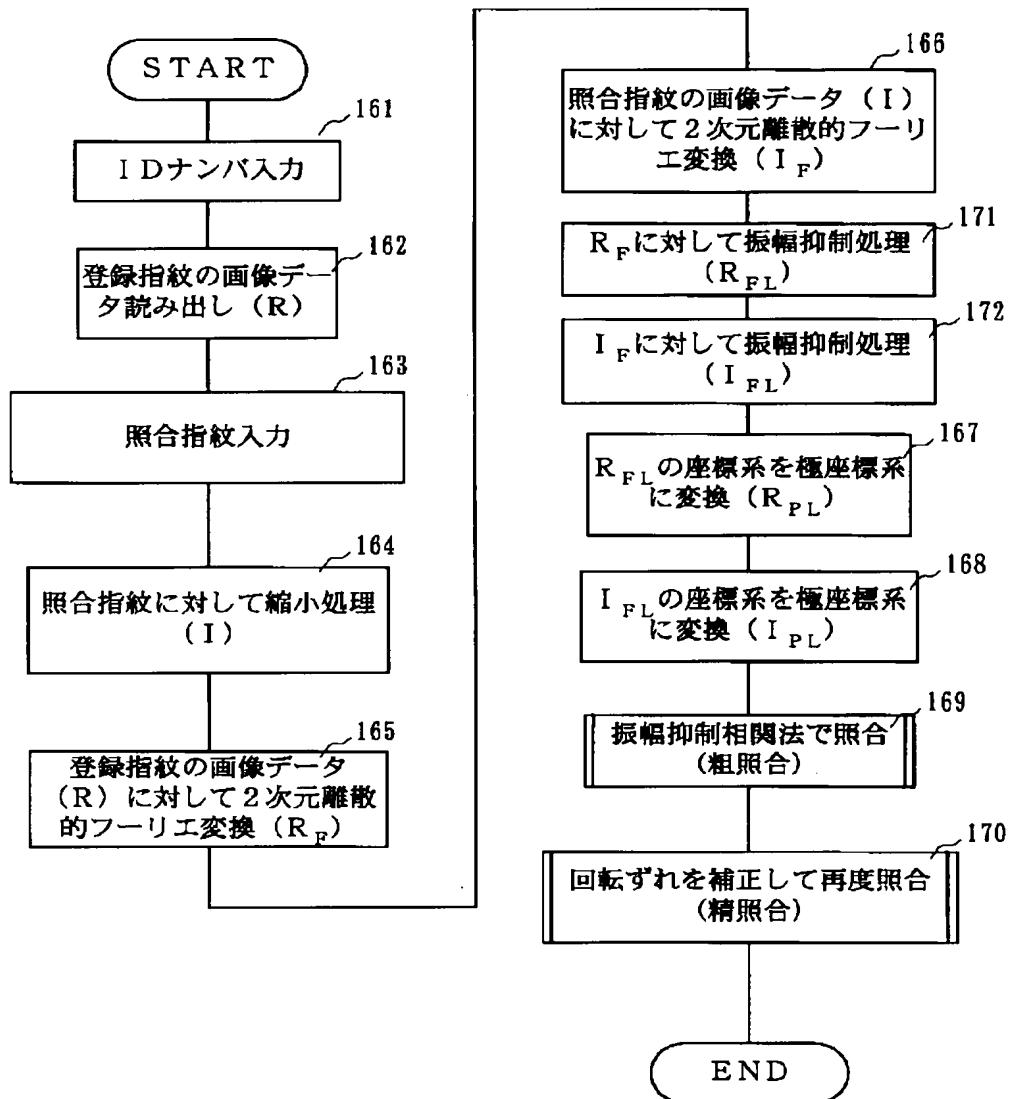 START
161
IDナンバ入力
162
登録指紋の画像デー
タ読み出し（R）
163
照合指紋入力
164
照合指紋に対して縮小処理
（I）
165
登録指紋の画像データ
（R）に対して2次元離散
的フーリエ変換（R_F）
166
照合指紋の画像データ（I）
に対して2次元離散的フーリ
エ変換（I_F）
171
R_Fに対して振幅抑制処理
（R_FL）
172
I_Fに対して振幅抑制処理
（I_FL）
167
R_FLの座標系を極座標系
に変換（R_PL）
168
I_FLの座標系を極座標系
に変換（I_PL）
169
振幅抑制相関法で照合
（粗照合）
170
回転ずれを補正して再度照合
（精照合）
END